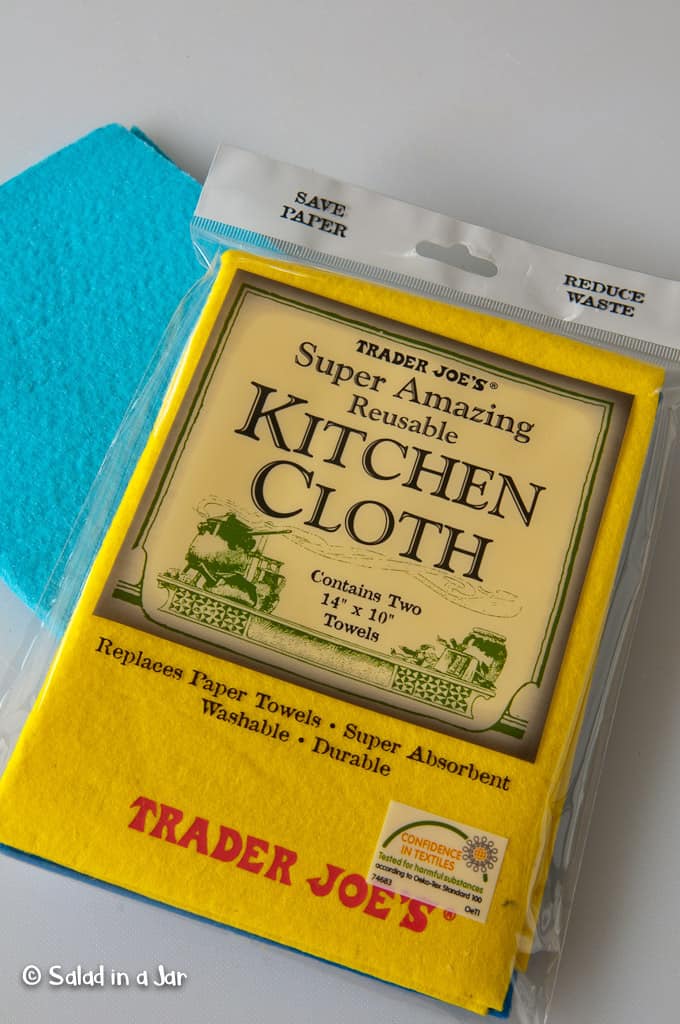 SAVE
PAPER
REDUCE
WASTE
TRADER JOE'S®
Super Amazing
Reusable
KITCHEN
CLOTH
Contains Two
14" x 10"
Towels
Replaces Paper Towels • Super Absorbent
Washable • Durable
TRADER JOE'S®
CONFIDENCE
IN TEXTILES
Tested for harmful substances
according to Oeko-Tex Standard 100
74683 OeTI
© Salad in a Jar